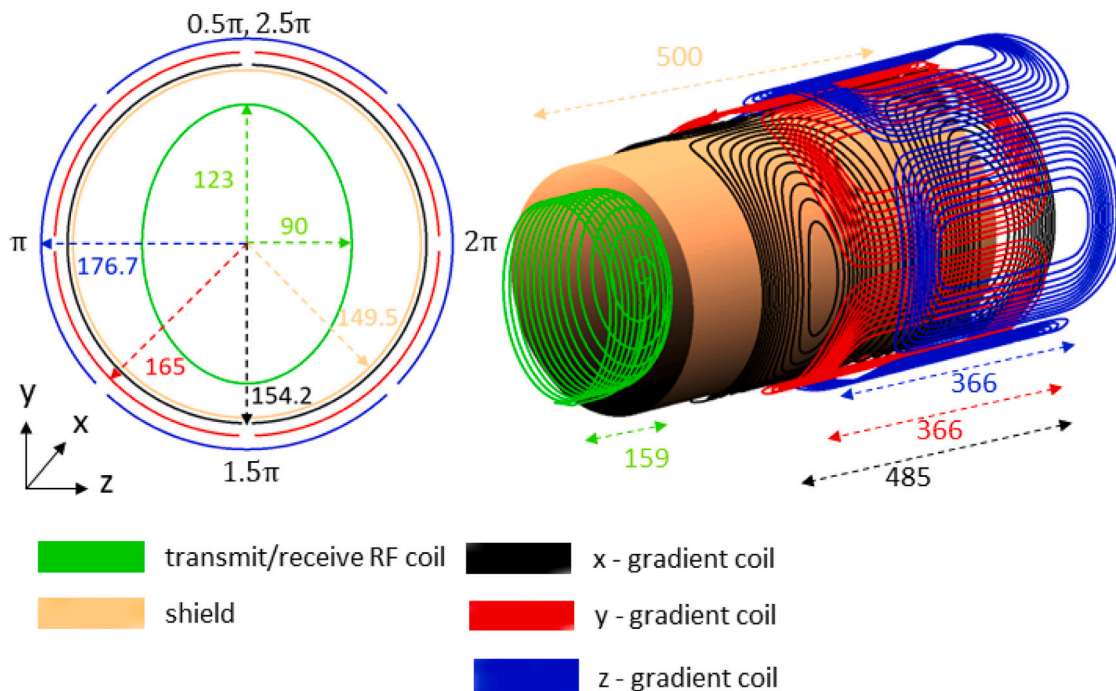 0.5π, 2.5π
500
123
90
π
2π
176.7
149.5
165
154.2
366
366
485
159
y
x
z
1.5π
transmit/receive RF coil
x - gradient coil
shield
y - gradient coil
z - gradient coil